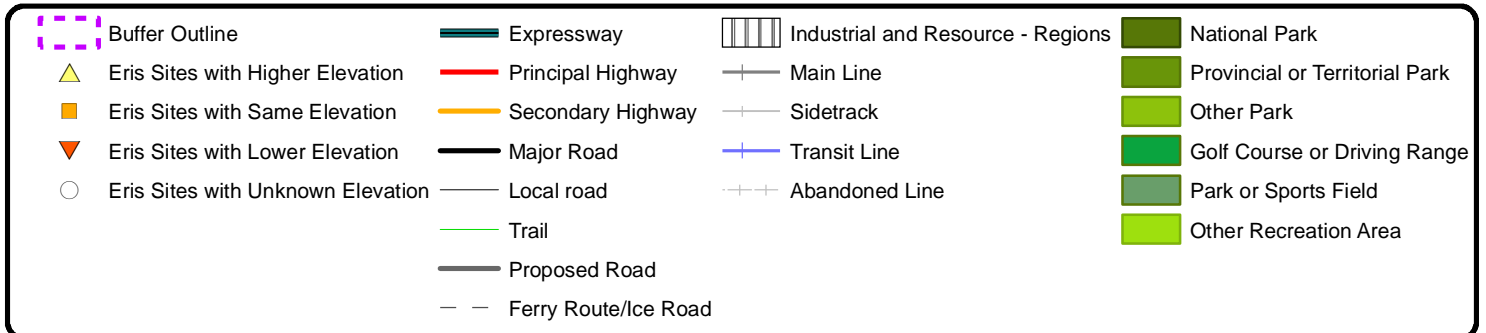 Buffer Outline
Eris Sites with Higher Elevation
Eris Sites with Same Elevation
Eris Sites with Lower Elevation
Eris Sites with Unknown Elevation
Expressway
Principal Highway
Secondary Highway
Major Road
Local road
Trail
Proposed Road
Ferry Route/Ice Road
Industrial and Resource - Regions
Main Line
Sidetrack
Transit Line
Abandoned Line
National Park
Provincial or Territorial Park
Other Park
Golf Course or Driving Range
Park or Sports Field
Other Recreation Area